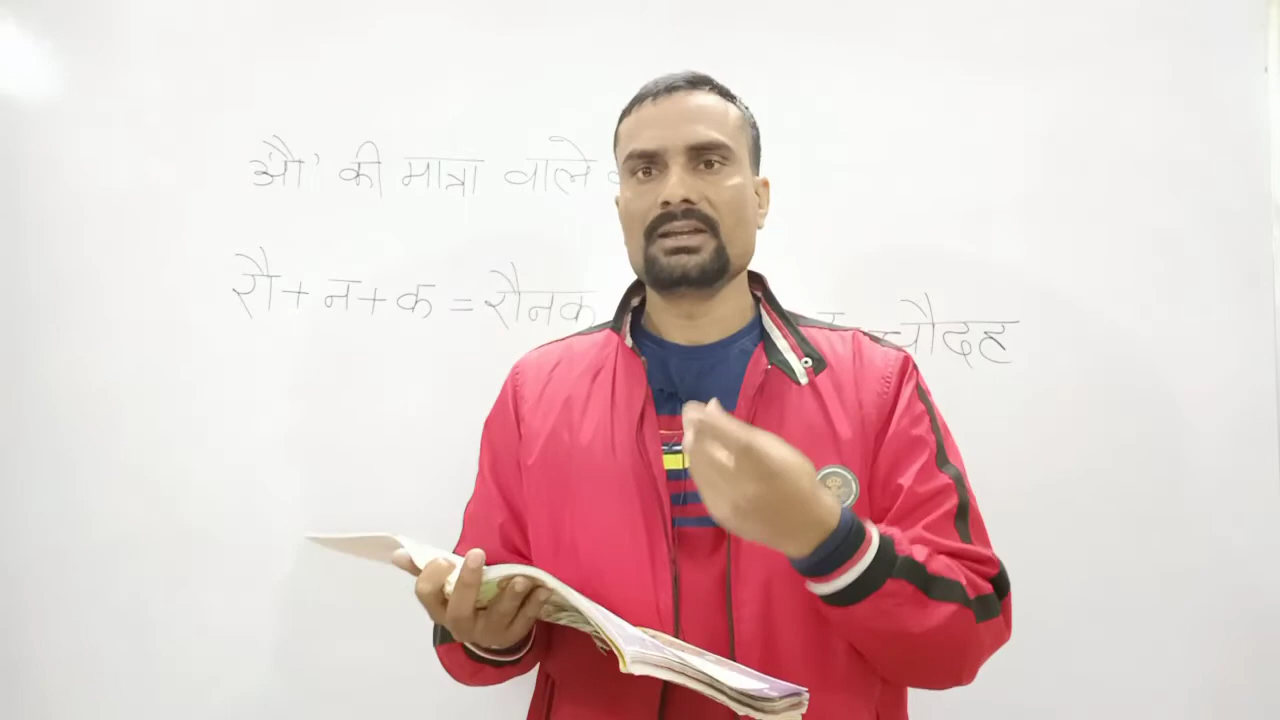 'औ' की मात्रा वाले
रौ+न+क = रौनक
चौदह